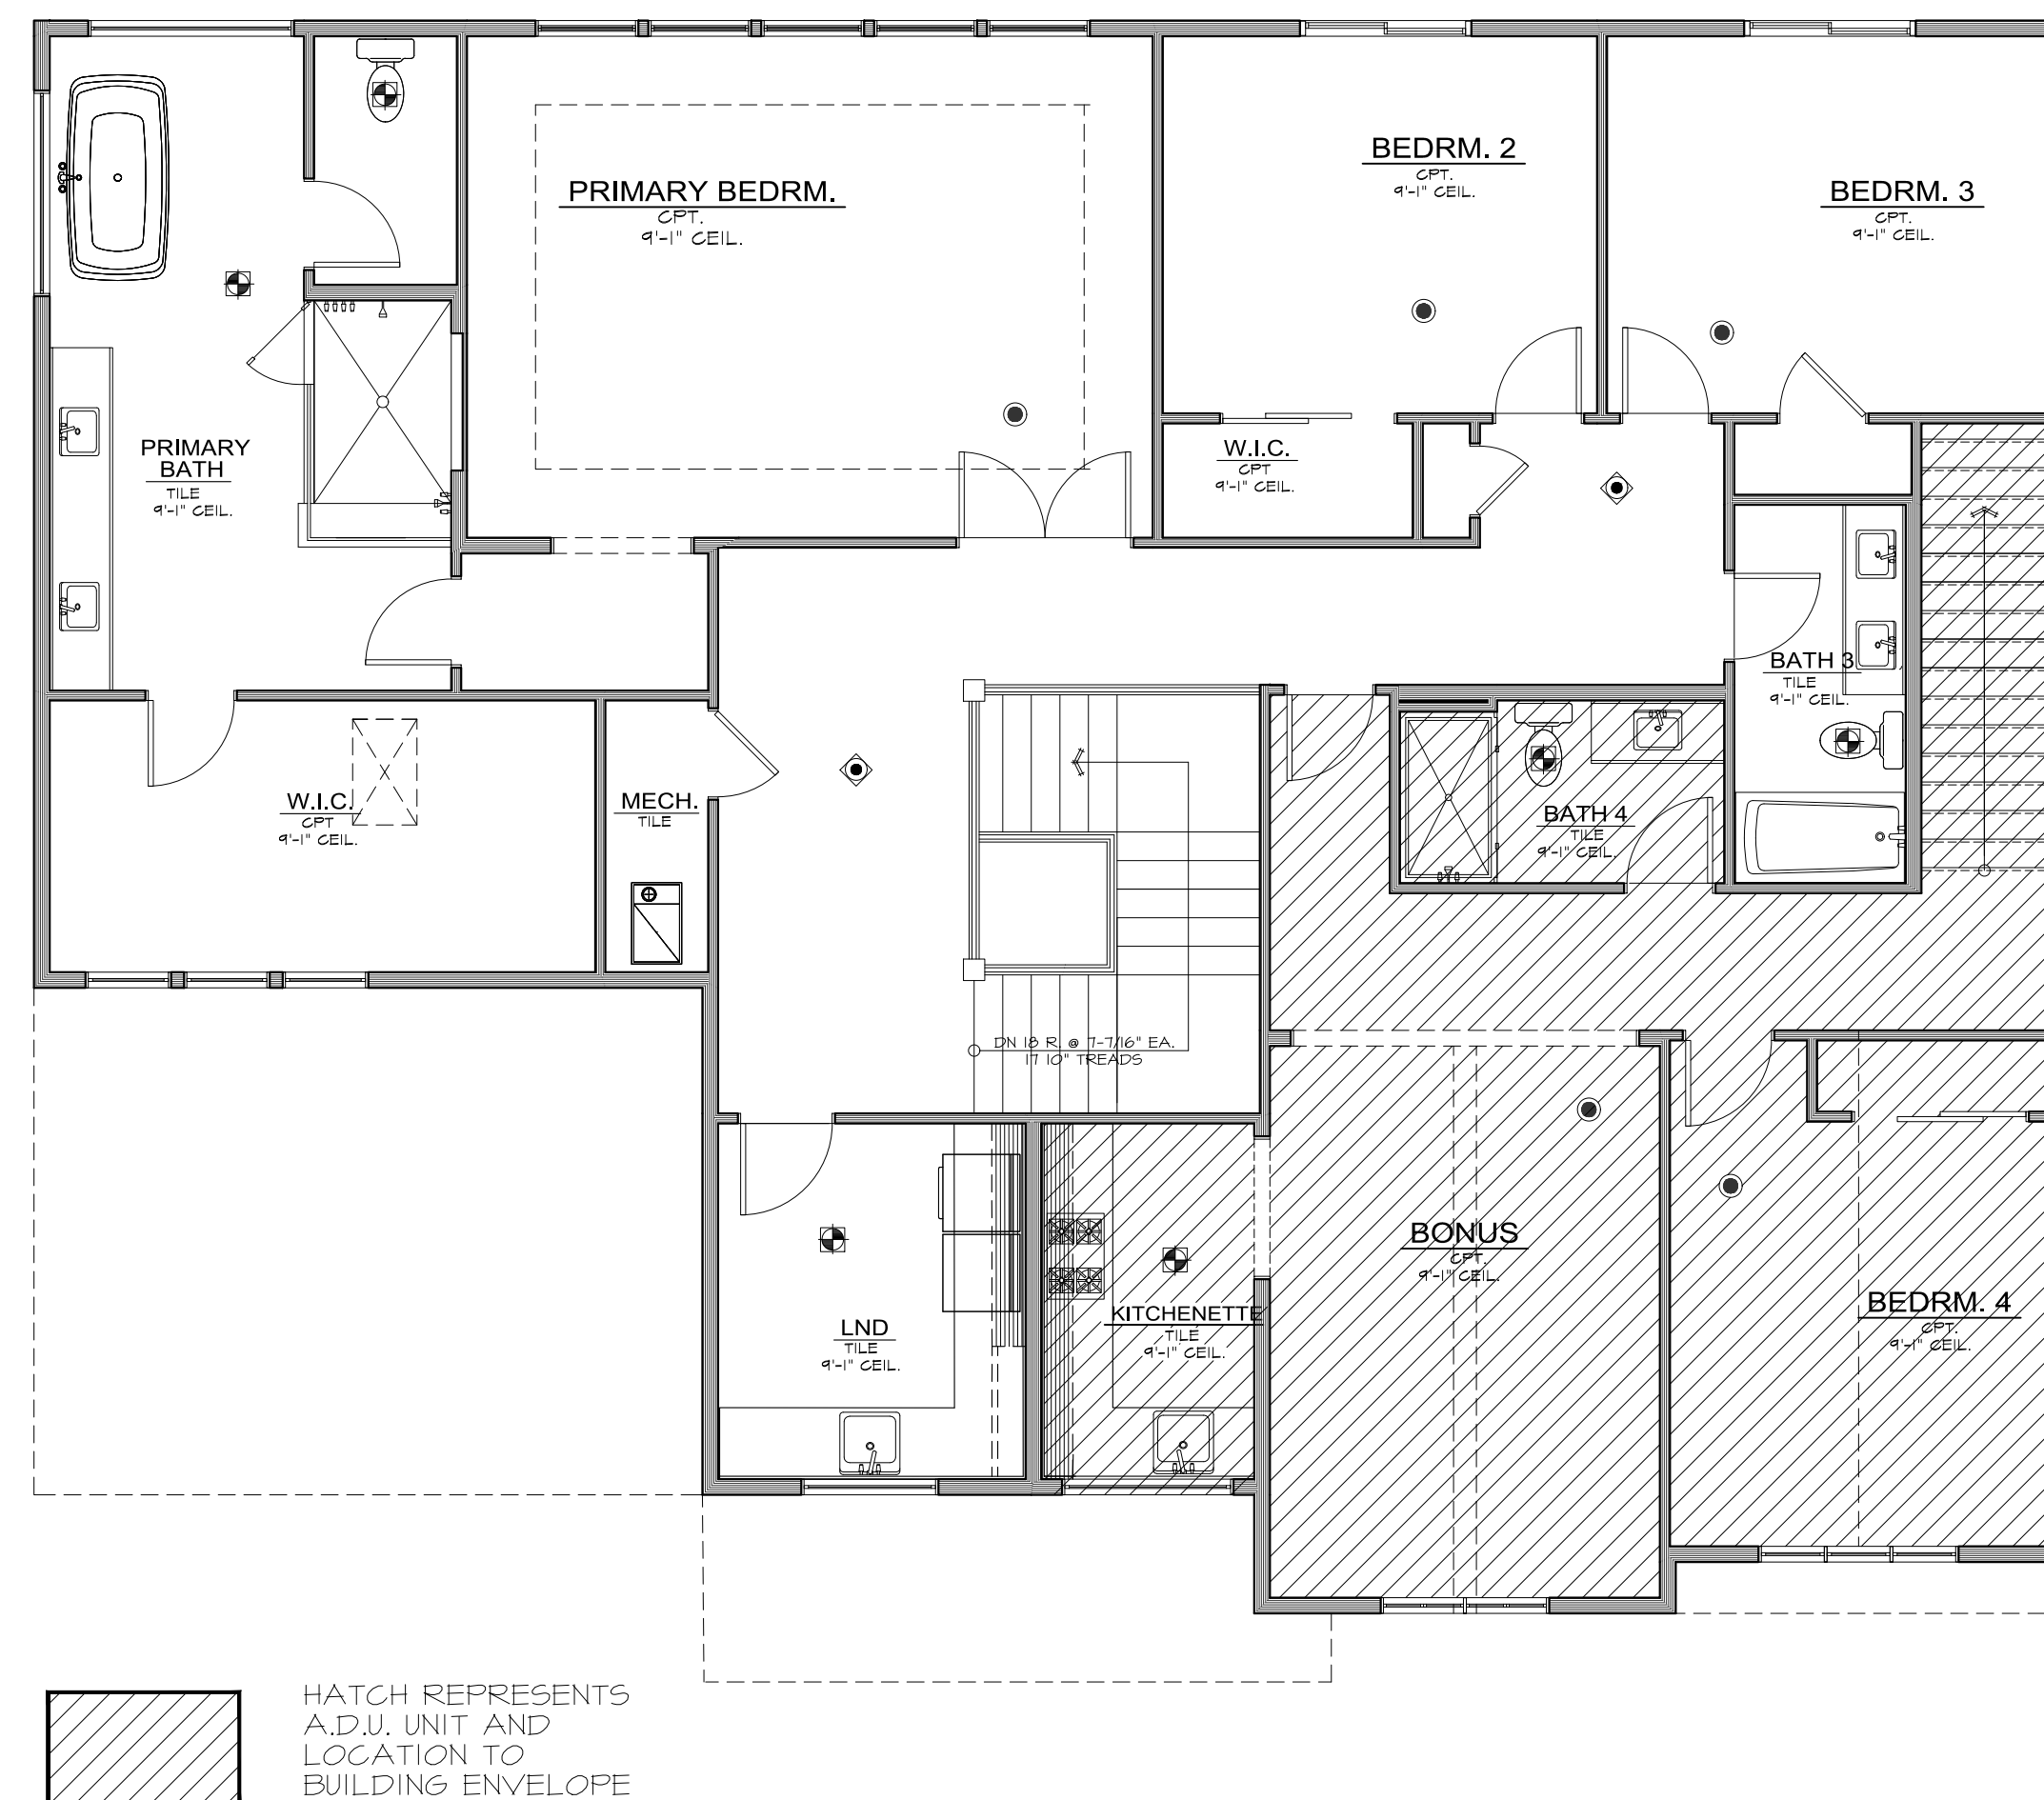 PRIMARY BEDRM.
CPT.
9'-1" CEIL.
BEDRM. 2
CPT.
9'-1" CEIL.
BEDRM. 3
CPT.
9'-1" CEIL.
PRIMARY
BATH
TILE
9'-1" CEIL.
W.I.C.
CPT
9'-1" CEIL.
BATH 3
TILE
9'-1" CEIL.
W.I.C.
CPT
9'-1" CEIL.
MECH.
TILE
BATH 4
TILE
9'-1" CEIL.
DN 18 R. @ 7-7/16" EA.
17 10" TREADS
LND
TILE
9'-1" CEIL.
KITCHENETTE
TILE
9'-1" CEIL.
BONUS
CPT.
9'-1" CEIL.
BEDRM. 4
CPT.
9'-1" CEIL.
HATCH REPRESENTS
A.D.U. UNIT AND
LOCATION TO
BUILDING ENVELOPE